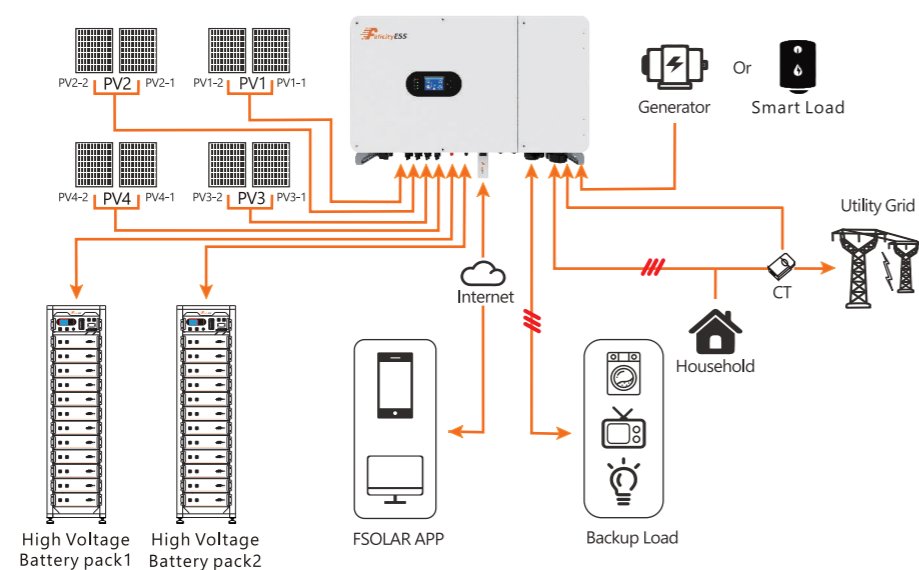 FelicityESS
PV2-2 PV2 PV2-1
PV1-2 PV1 PV1-1
Generator
Or
Smart Load
PV4-2 PV4 PV4-1
PV3-2 PV3 PV3-1
Utility Grid
Internet
CT
Household
High Voltage
Battery pack1
High Voltage
Battery pack2
FSOLAR APP
Backup Load